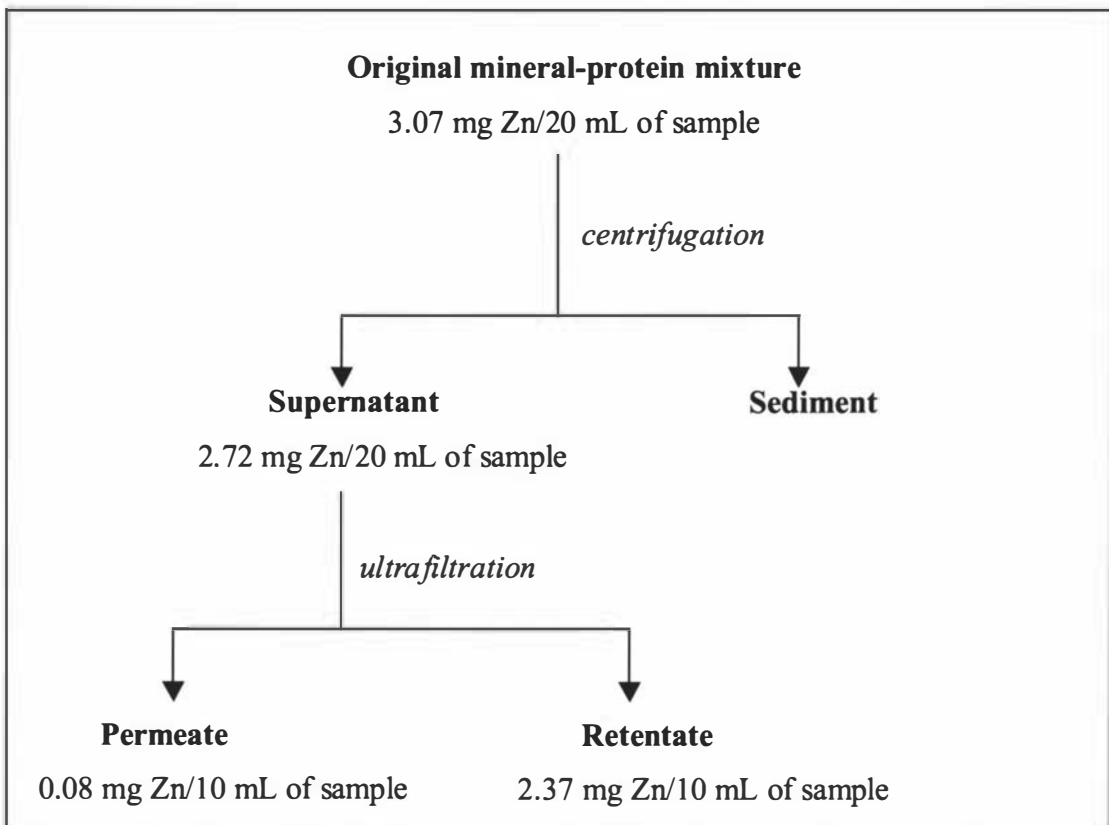 Original mineral-protein mixture
3.07 mg Zn/20 mL of sample
centrifugation
Supernatant
Sediment
2.72 mg Zn/20 mL of sample
ultrafiltration
Permeate
Retentate
0.08 mg Zn/10 mL of sample
2.37 mg Zn/10 mL of sample